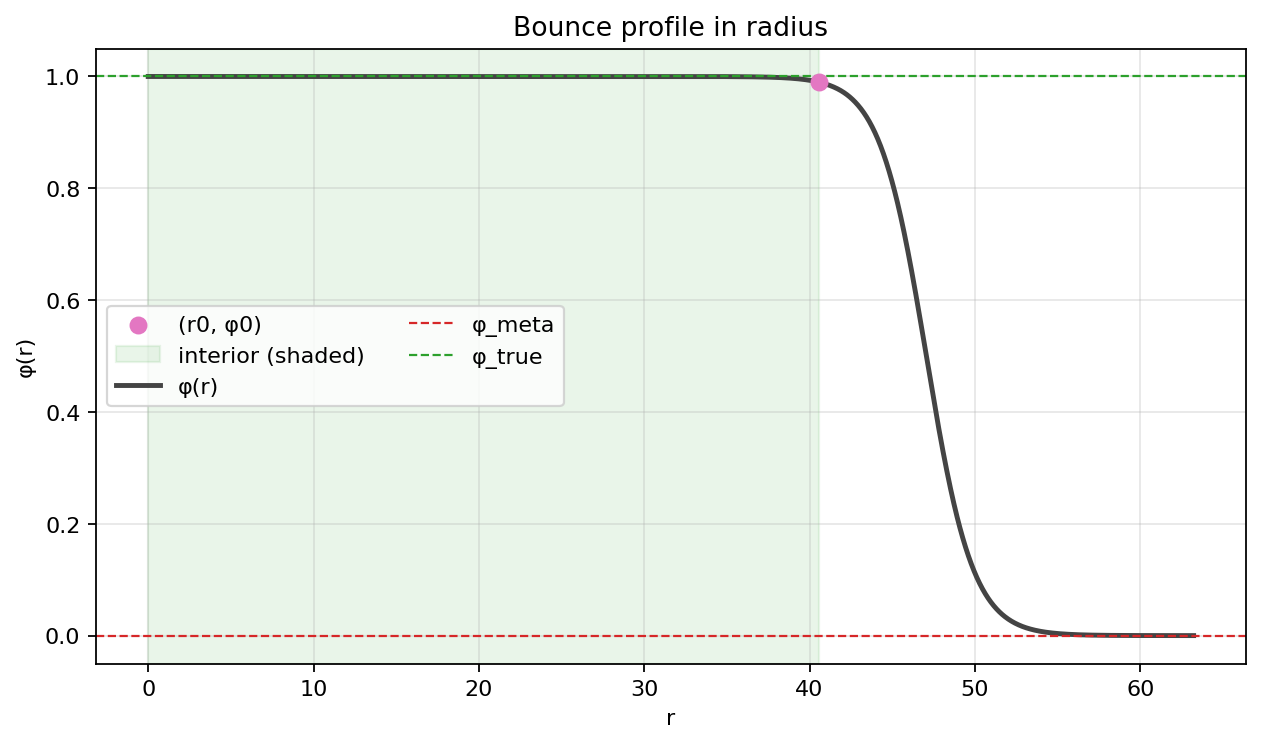 Bounce profile in radius
φ(r)
1.0
0.8
0.6
0.4
0.2
0.0
(r0, φ0)
interior (shaded)
φ(r)
φ_meta
φ_true
0
10
20
30
40
50
60
r